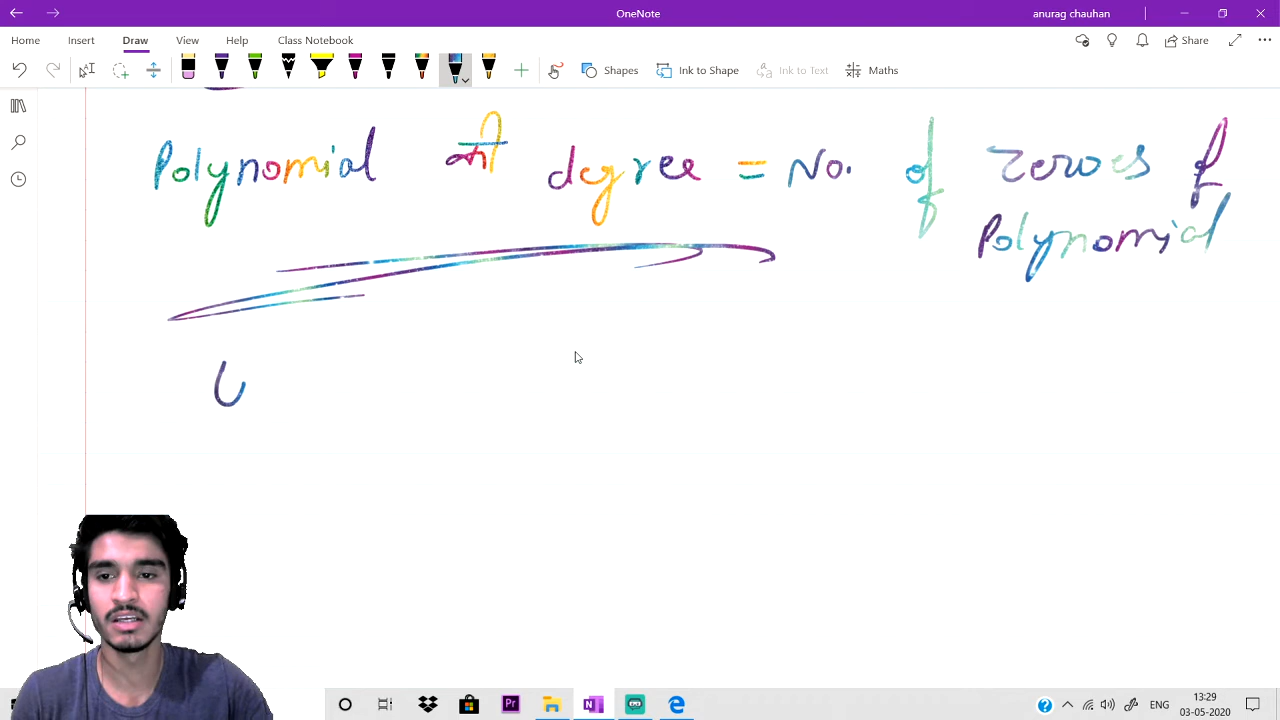 OneNote
anurag chauhan
Home Insert Draw View Help Class Notebook
Share
Shapes Ink to Shape Ink to Text Maths
Polynomial की degree = No. of zeroes of
Polynomial
U
ENG
13:29
03-05-2020